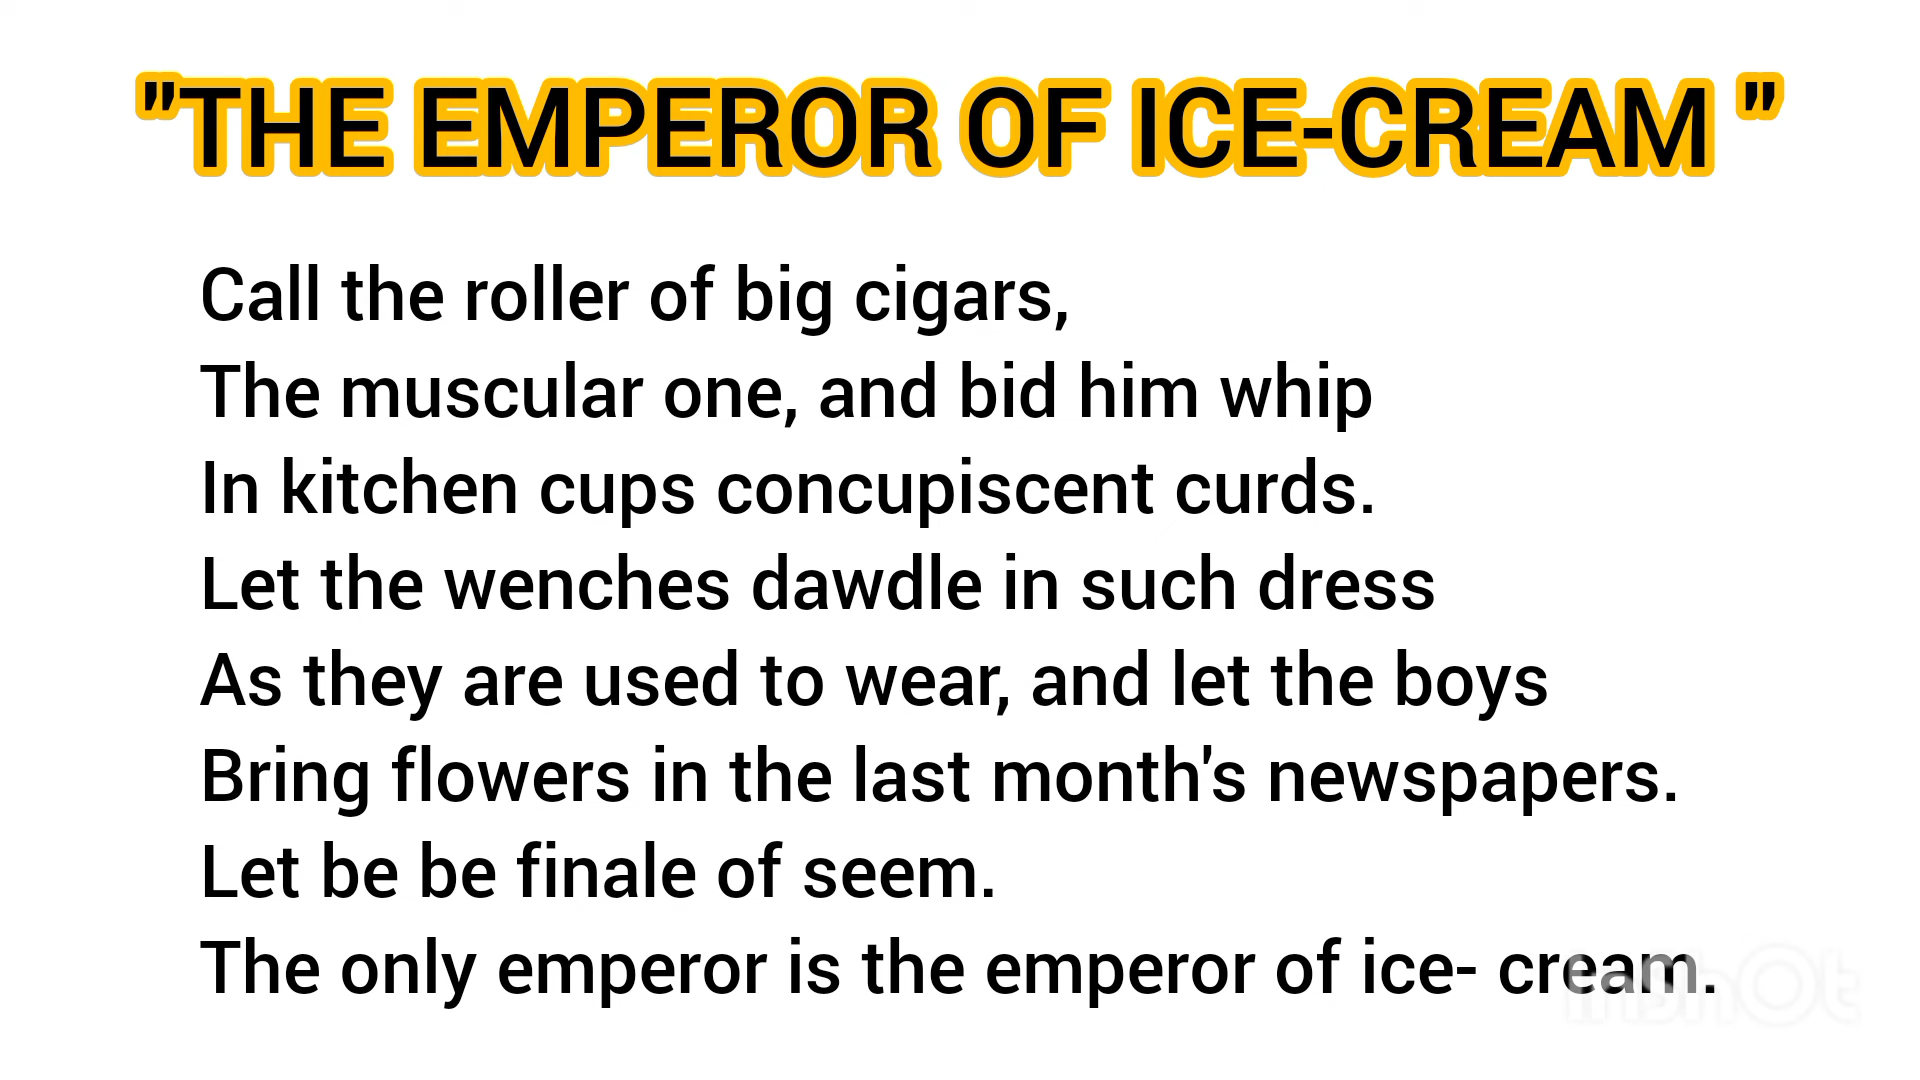 "THE EMPEROR OF ICE-CREAM "
Call the roller of big cigars,
The muscular one, and bid him whip
In kitchen cups concupiscent curds.
Let the wenches dawdle in such dress
As they are used to wear, and let the boys
Bring flowers in the last month's newspapers.
Let be be finale of seem.
The only emperor is the emperor of ice- cream.
InShOt